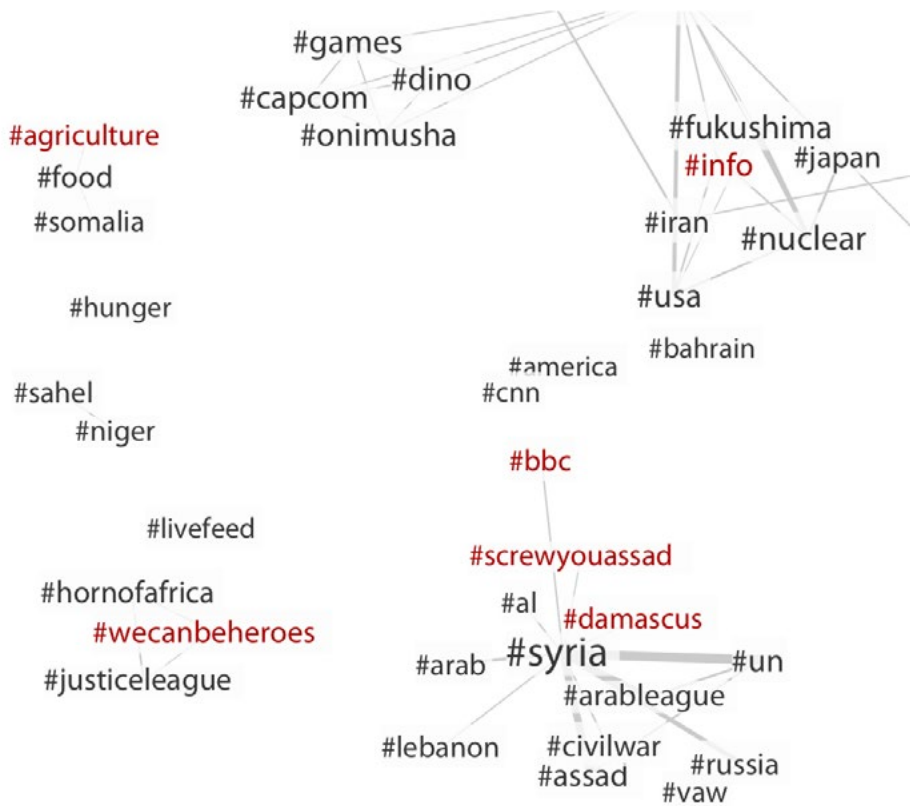 #games
#dino
#capcom
#onimusha
#agriculture
#food
#somalia
#hunger
#sahel
#niger
#fukushima
#info
#japan
#iran
#nuclear
#usa
#bahrain
#america
#cnn
#bbc
#livefeed
#hornofafrica
#wecanbeheroes
#justiceleague
#screwyouassad
#al
#damascus
#syria
#arab
#un
#arableague
#lebanon
#civilwar
#assad
#russia
#vaw